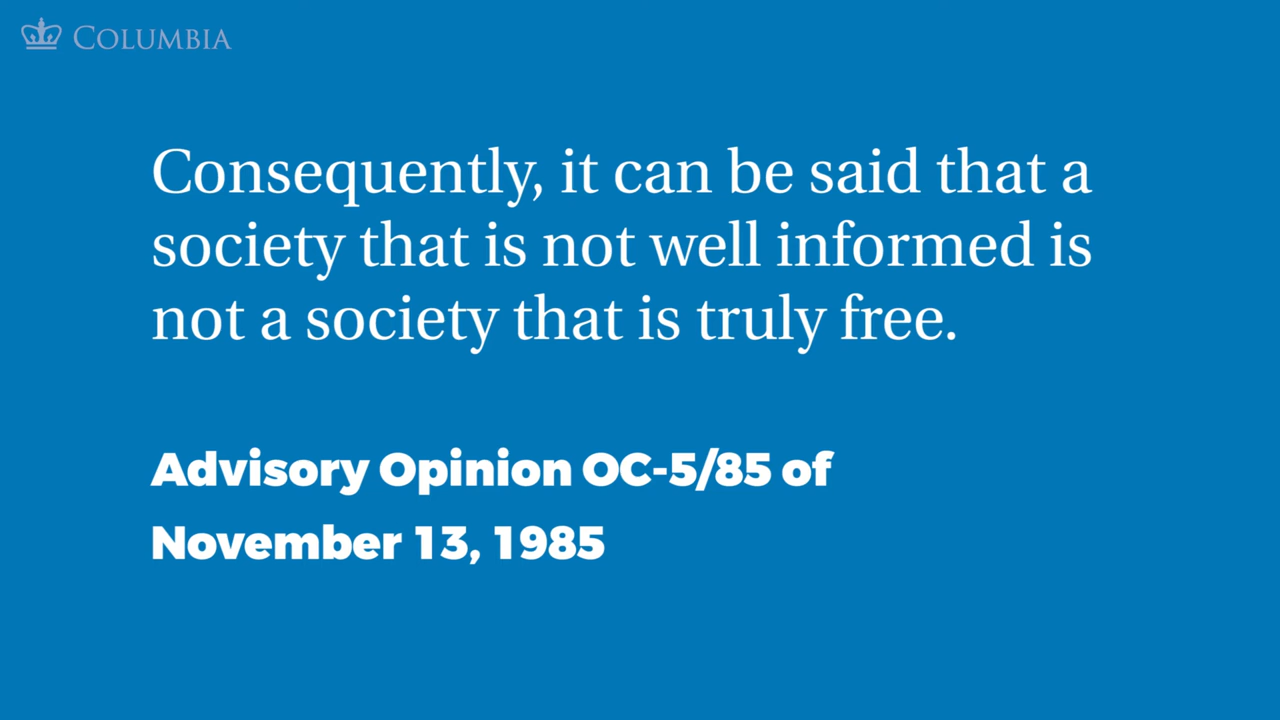 COLUMBIA
Consequently, it can be said that a
society that is not well informed is
not a society that is truly free.
Advisory Opinion OC-5/85 of
November 13, 1985